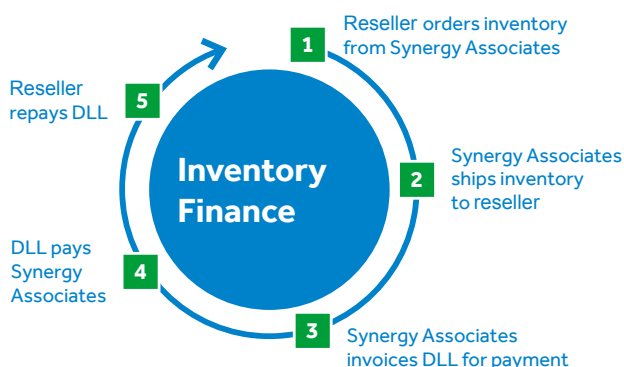 1
Reseller orders inventory
from Synergy Associates
2
Synergy Associates
ships inventory
to reseller
3
Synergy Associates
invoices DLL for payment
4
DLL pays
Synergy
Associates
5
Reseller
repays DLL
Inventory
Finance